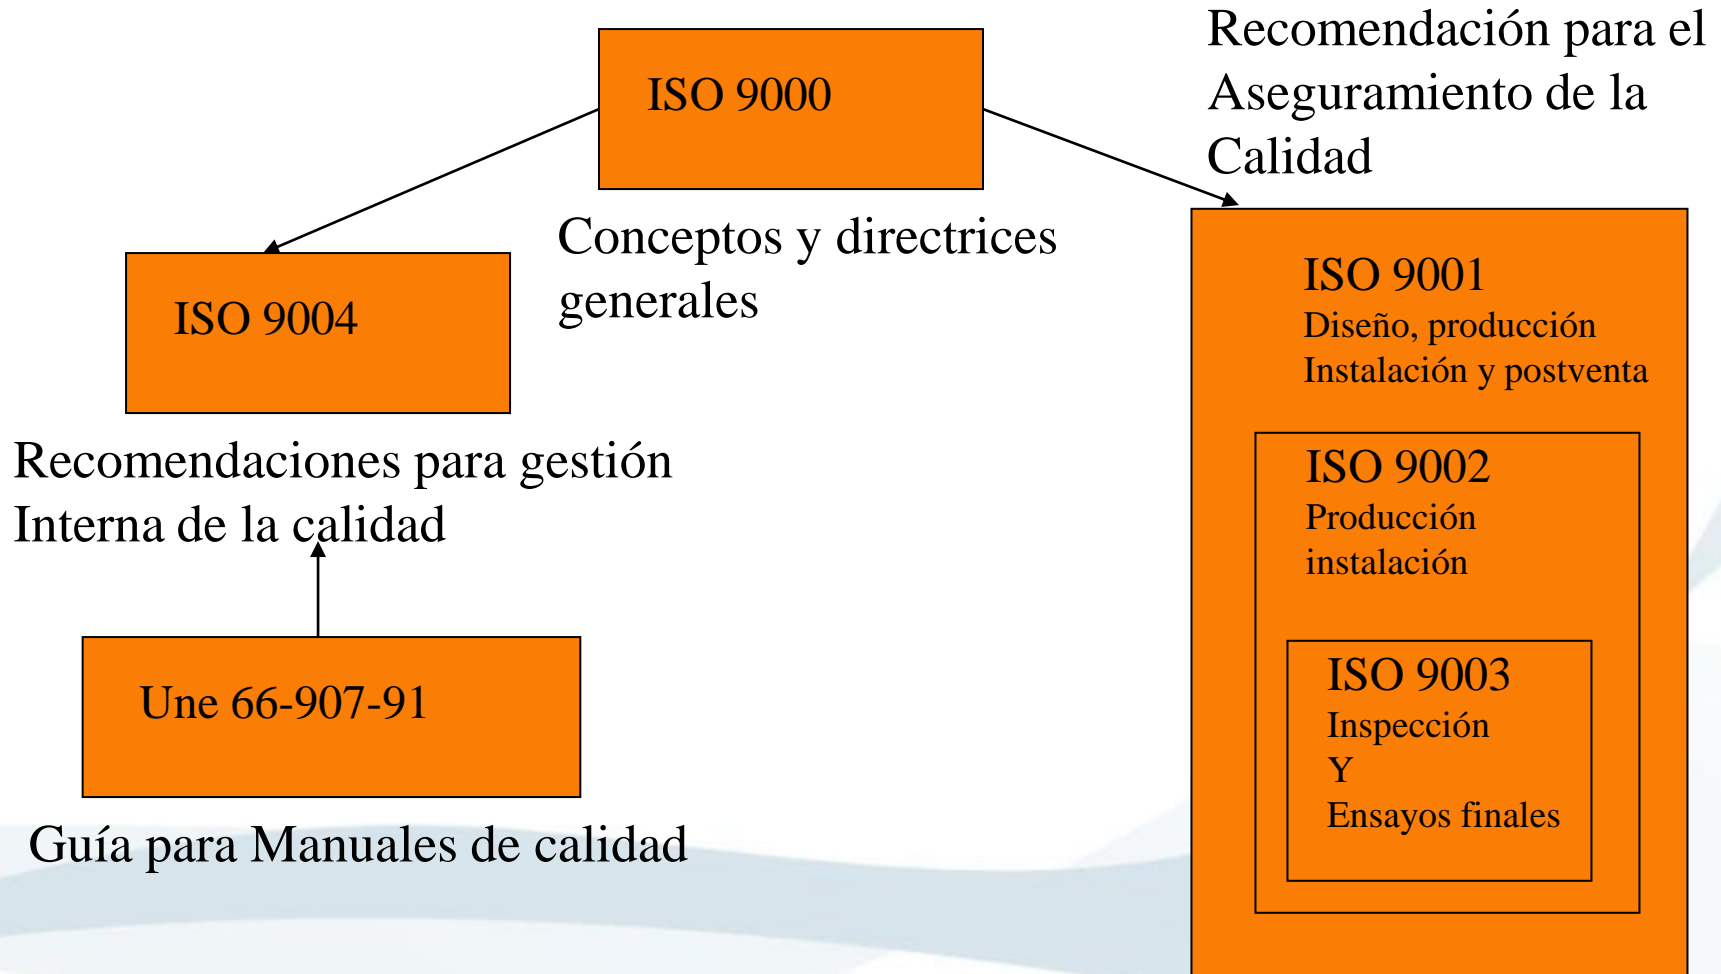 ISO 9000
Conceptos y directrices
generales
ISO 9004
Recomendaciones para gestión
Interna de la calidad
Une 66-907-91
Guía para Manuales de calidad
Recomendación para el
Aseguramiento de la
Calidad
ISO 9001
Diseño, producción
Instalación y postventa
ISO 9002
Producción
instalación
ISO 9003
Inspección
Y
Ensayos finales